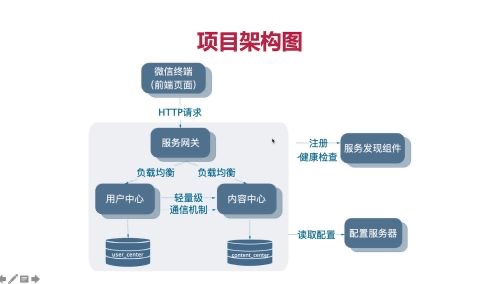 项目架构图
微信终端
（前端页面）
HTTP请求
服务网关
注册
健康检查
服务发现组件
负载均衡
负载均衡
用户中心
轻量级
通信机制
内容中心
读取配置
配置服务器
user_center
content_center